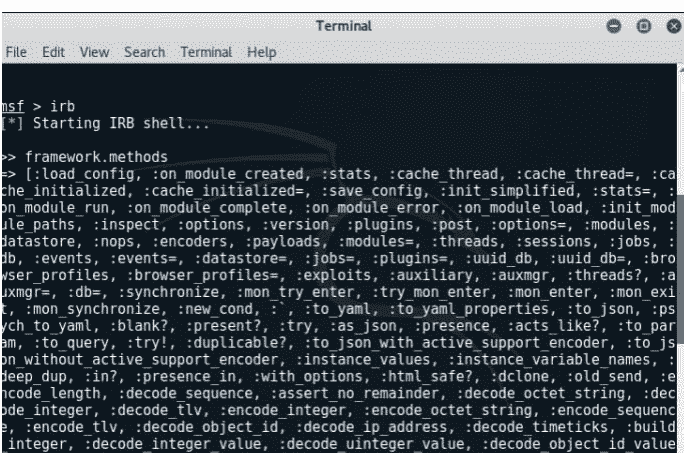 Terminal
File Edit View Search Terminal Help
msf > irb
[*] Starting IRB shell...
>> framework.methods
=> [:load_config, :on_module_created, :stats, :cache_thread, :cache_thread=, :ca
che_initialized, :cache_initialized=, :save_config, :init_simplified, :stats=, :
on_module_run, :on_module_complete, :on_module_error, :on_module_load, :init_mod
ule_paths, :inspect, :options, :version, :plugins, :post, :options=, :modules, :
datastore, :nops, :encoders, :payloads, :modules=, :threads, :sessions, :jobs, :
db, :events, :events=, :datastore=, :jobs=, :plugins=, :uuid_db, :uuid_db=, :bro
wser_profiles, :browser_profiles=, :exploits, :auxiliary, :auxmgr, :threads?, :a
uxmgr=, :db=, :synchronize, :mon_try_enter, :try_mon_enter, :mon_enter, :mon_exi
t, :mon_synchronize, :new_cond, :`, :to_yaml, :to_yaml_properties, :to_json, :ps
ych_to_yaml, :blank?, :present?, :try, :as_json, :presence, :acts_like?, :to_par
am, :to_query, :try!, :duplicable?, :to_json_with_active_support_encoder, :to_js
on_without_active_support_encoder, :instance_values, :instance_variable_names, :
deep_dup, :in?, :presence_in, :with_options, :html_safe?, :dclone, :old_send, :e
ncode_length, :decode_sequence, :assert_no_remainder, :decode_octet_string, :dec
ode_integer, :decode_tlv, :encode_integer, :encode_octet_string, :encode_sequenc
e, :encode_tlv, :decode_object_id, :decode_ip_address, :decode_timeticks, :build
_integer, :decode_integer_value, :decode_uinteger_value, :decode_object_id_value